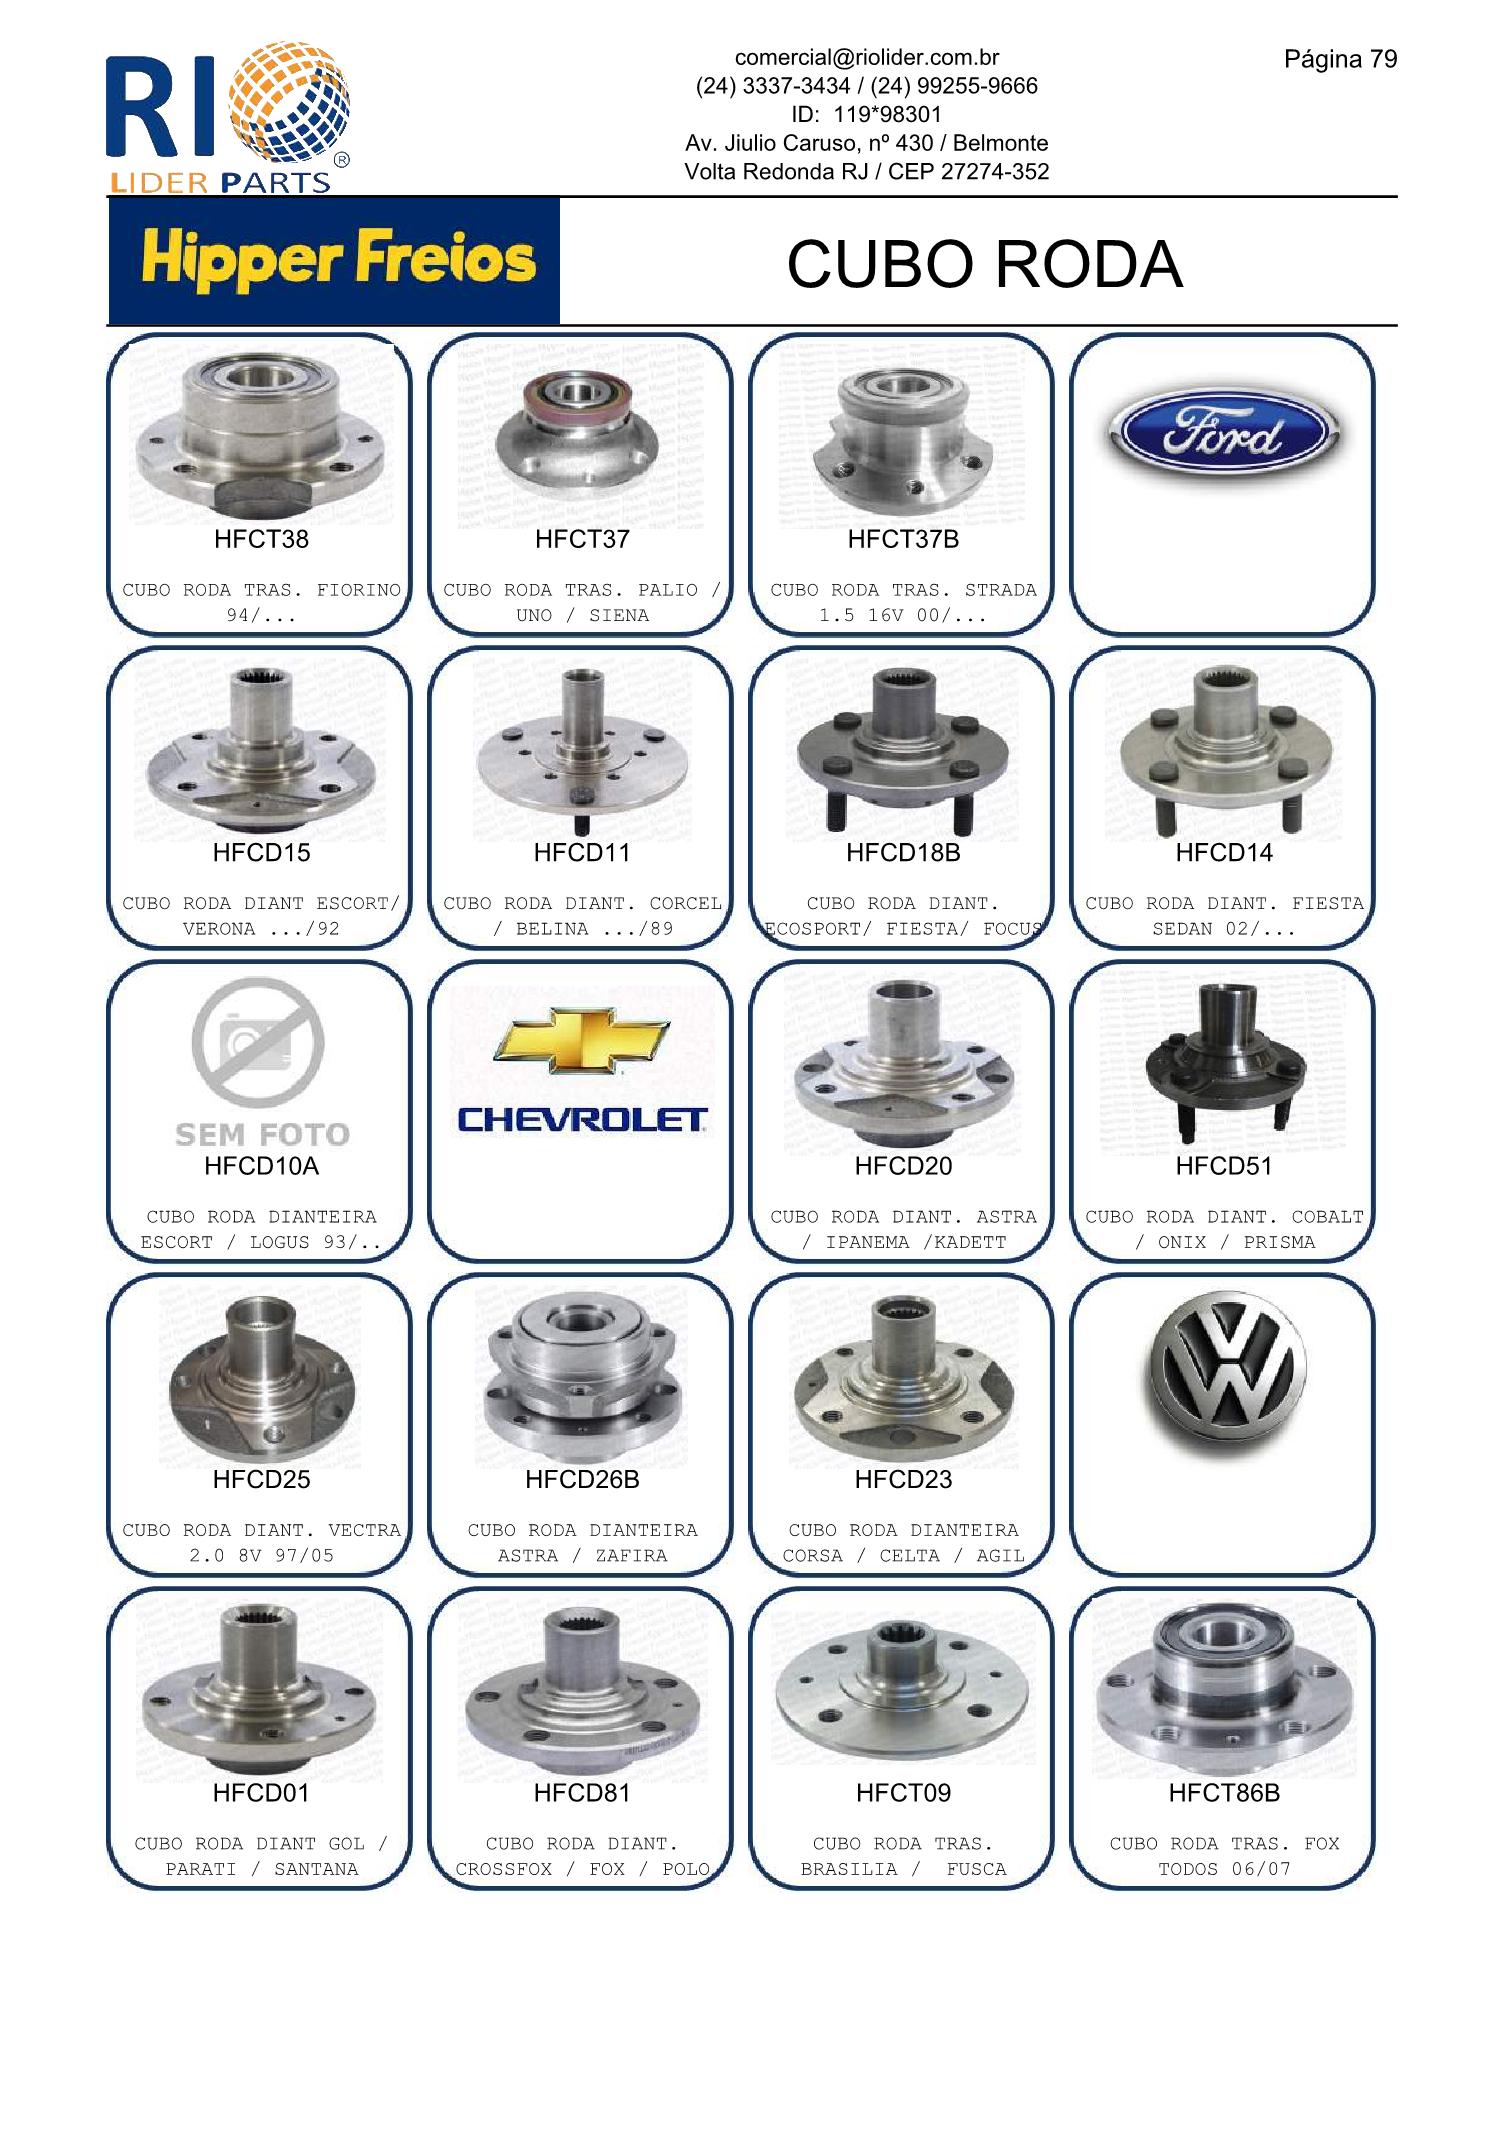 RIO
LIDER PARTS
®
comercial@riolider.com.br
(24) 3337-3434 / (24) 99255-9666
ID: 119*98301
Av. Jiulio Caruso, nº 430 / Belmonte
Volta Redonda RJ / CEP 27274-352
Página 79
Hipper Freios
CUBO RODA
HFCT38
CUBO RODA TRAS. FIORINO
94/...
HFCT37
CUBO RODA TRAS. PALIO /
UNO / SIENA
HFCT37B
CUBO RODA TRAS. STRADA
1.5 16V 00/...
Ford
HFCD15
CUBO RODA DIANT ESCORT/
VERONA .../92
HFCD11
CUBO RODA DIANT. CORCEL
/ BELINA .../89
HFCD18B
CUBO RODA DIANT.
ECOSPORT/ FIESTA/ FOCUS
HFCD14
CUBO RODA DIANT. FIESTA
SEDAN 02/...
SEM FOTO
HFCD10A
CUBO RODA DIANTEIRA
ESCORT / LOGUS 93/..
CHEVROLET
HFCD20
CUBO RODA DIANT. ASTRA
/ IPANEMA /KADETT
HFCD51
CUBO RODA DIANT. COBALT
/ ONIX / PRISMA
HFCD25
CUBO RODA DIANT. VECTRA
2.0 8V 97/05
HFCD26B
CUBO RODA DIANTEIRA
ASTRA / ZAFIRA
HFCD23
CUBO RODA DIANTEIRA
CORSA / CELTA / AGIL
VW
HFCD01
CUBO RODA DIANT GOL /
PARATI / SANTANA
HFCD81
CUBO RODA DIANT.
CROSSFOX / FOX / POLO
HFCT09
CUBO RODA TRAS.
BRASILIA /  FUSCA
HFCT86B
CUBO RODA TRAS. FOX
TODOS 06/07